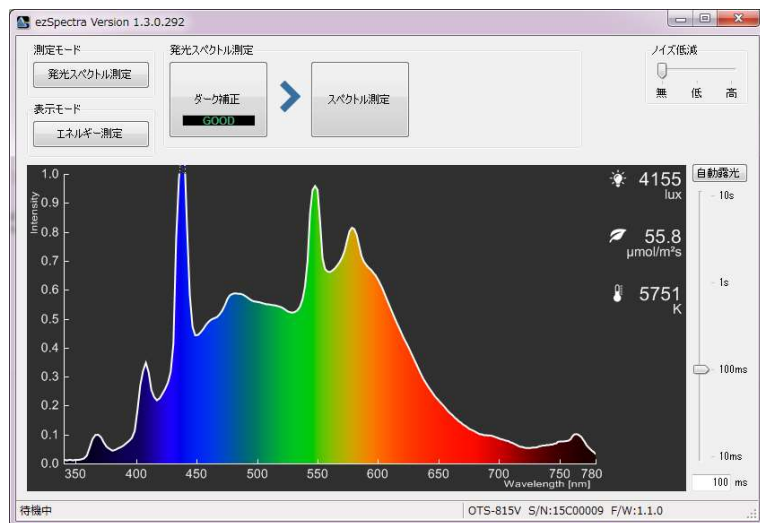 ezSpectra Version 1.3.0.292
測定モード
発光スペクトル測定
表示モード
エネルギー測定
発光スペクトル測定
ダーク補正
GOOD
スペクトル測定
ノイズ低減
無 低 高
自動露光
10s
1s
100ms
10ms
100 ms
4155
lux
55.8
µmol/m²s
5751
K
Intensity
1.0
0.9
0.8
0.7
0.6
0.5
0.4
0.3
0.2
0.1
0.0
350 400 450 500 550 600 650 700 750 780
Wavelength [nm]
待機中
OTS-815V S/N:15C00009 F/W:1.1.0